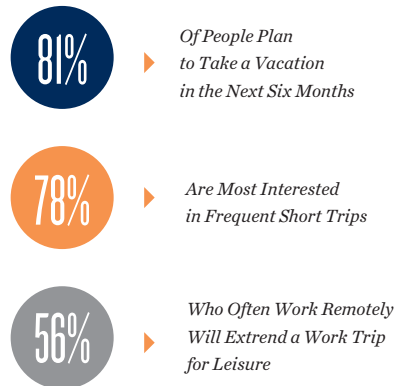 81%
Of People Plan
to Take a Vacation
in the Next Six Months
78%
Are Most Interested
in Frequent Short Trips
56%
Who Often Work Remotely
Will Extrend a Work Trip
for Leisure